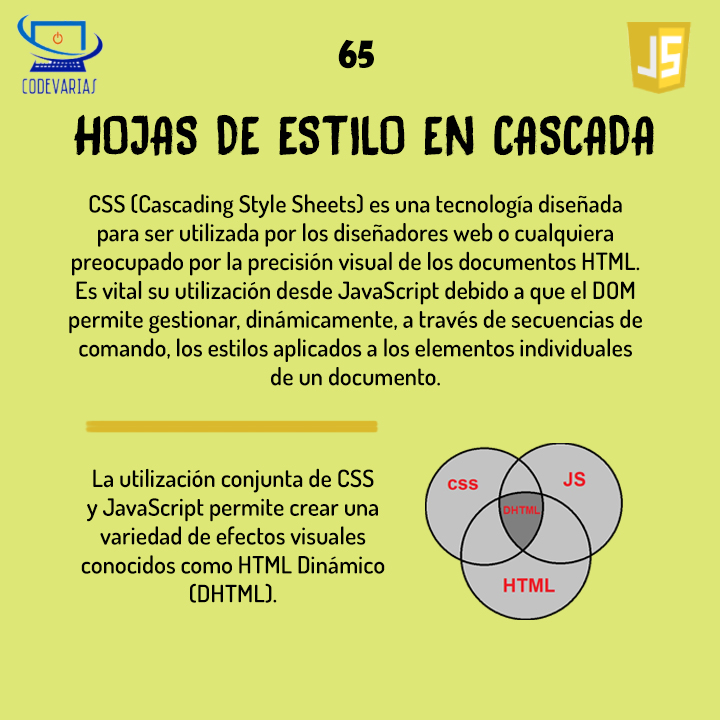 CODEVARIAS
65
JS
HOJAS DE ESTILO EN CASCADA
CSS (Cascading Style Sheets) es una tecnología diseñada
para ser utilizada por los diseñadores web o cualquiera
preocupado por la precisión visual de los documentos HTML.
Es vital su utilización desde JavaScript debido a que el DOM
permite gestionar, dinámicamente, a través de secuencias de
comando, los estilos aplicados a los elementos individuales
de un documento.
La utilización conjunta de CSS
y JavaScript permite crear una
variedad de efectos visuales
conocidos como HTML Dinámico
(DHTML).
CSS
JS
DHTML
HTML